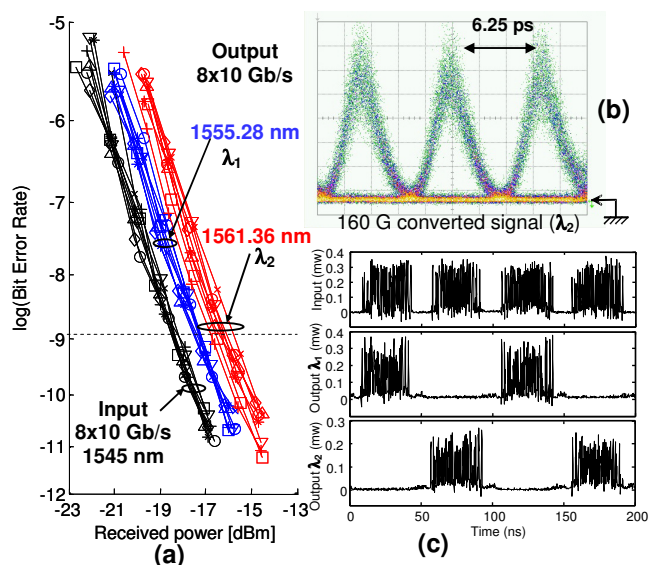 -5
-6
-7
-8
-9
-10
-11
-12
log(Bit Error Rate)
-23
-21
-19
-17
-15
-13
Received power [dBm]
(a)
Output
8x10 Gb/s
1555.28 nm
λ1
1561.36 nm
λ2
Input
8x10 Gb/s
1545 nm
6.25 ps
(b)
160 G converted signal (λ2)
Input
(mw)
0.4
0.3
0.2
0.1
0
Output λ1
(mw)
0.3
0.2
0.1
0
Output λ2
(mw)
0.3
0.2
0.1
0
0
50
100
150
200
Time (ns)
(c)